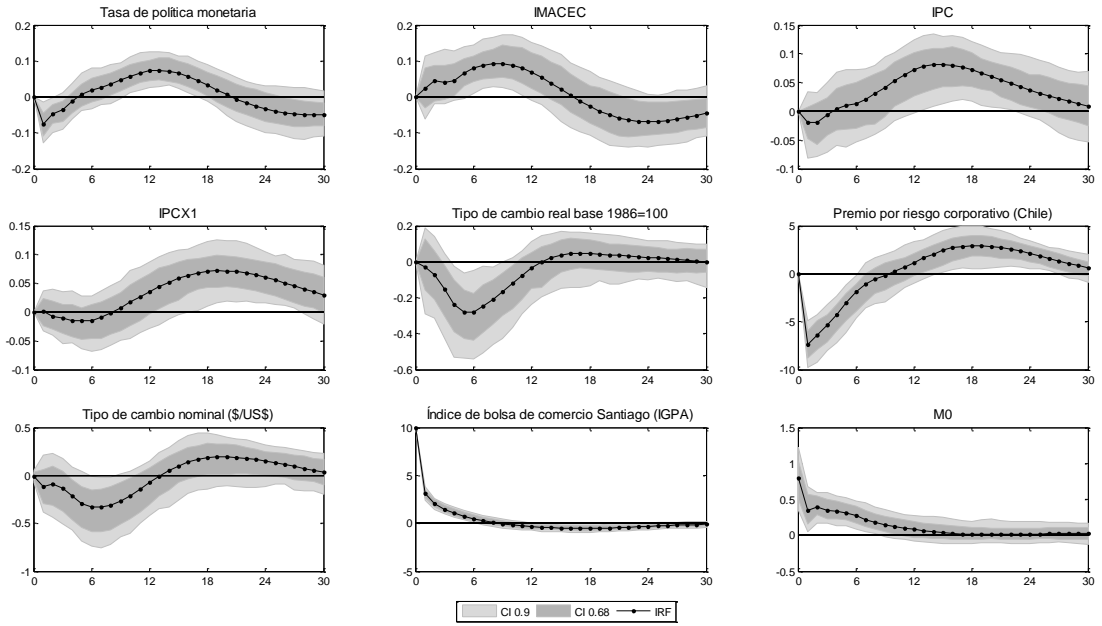 Tasa de política monetaria
0.2
0.1
0
-0.1
-0.2
0 6 12 18 24 30
IMACEC
0.2
0.1
0
-0.1
-0.2
0 6 12 18 24 30
IPC
0.15
0.1
0.05
0
-0.05
-0.1
0 6 12 18 24 30
IPCX1
0.15
0.1
0.05
0
-0.05
-0.1
0 6 12 18 24 30
Tipo de cambio real base 1986=100
0.2
0
-0.2
-0.4
-0.6
0 6 12 18 24 30
Premio por riesgo corporativo (Chile)
5
0
-5
-10
0 6 12 18 24 30
Tipo de cambio nominal ($/US$)
0.5
0
-0.5
-1
0 6 12 18 24 30
Índice de bolsa de comercio Santiago (IGPA)
10
5
0
-5
0 6 12 18 24 30
M0
1.5
1
0.5
0
-0.5
0 6 12 18 24 30
CI 0.9 CI 0.68 IRF